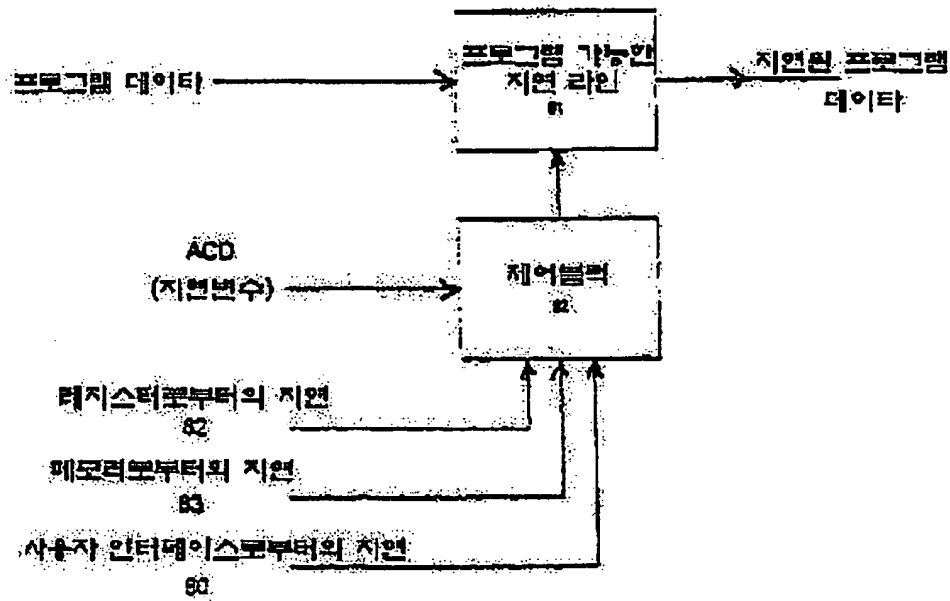 프로그램 데이터
프로그램 가능한
지연 라인
81
지연된 프로그램
데이터
ACD
(지연변수)
제어블럭
82
레지스터로부터의 지연
82
메모리로부터의 지연
83
사용자 인터페이스로부터의 지연
80